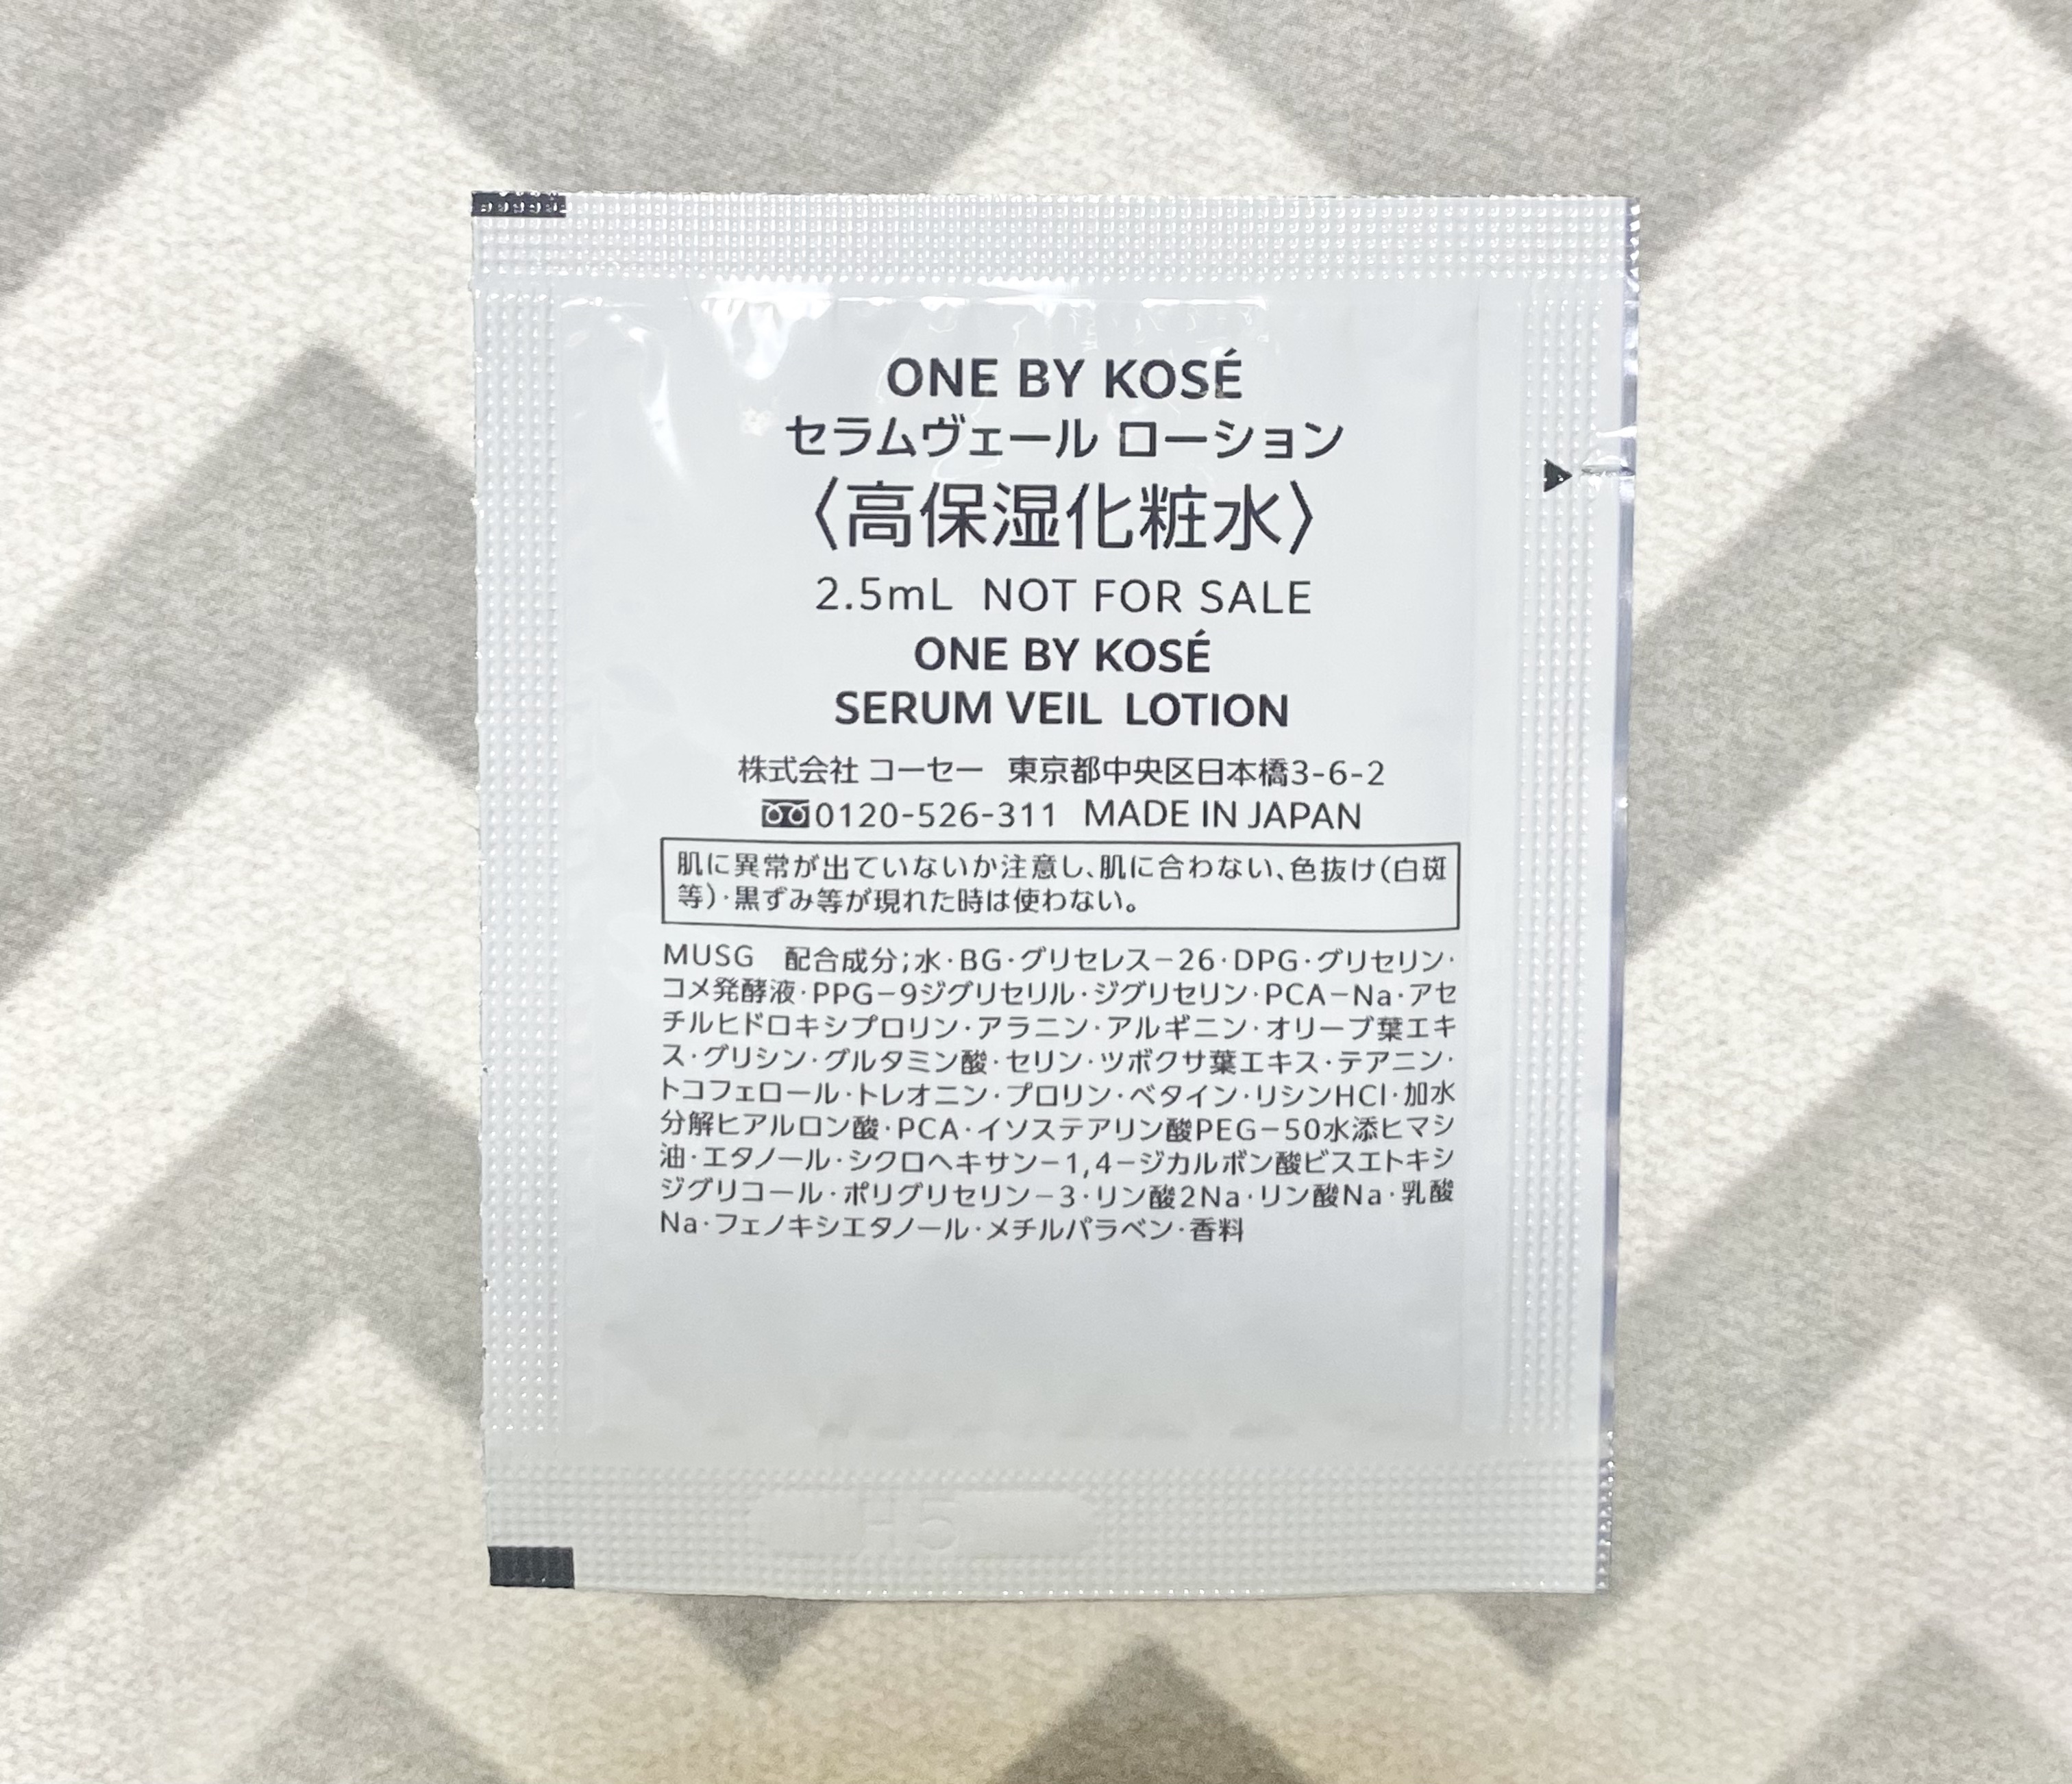 ONE BY KOSÉ
セラムヴェール ローション
〈高保湿化粧水〉
2.5mL NOT FOR SALE
ONE BY KOSÉ
SERUM VEIL LOTION
株式会社 コーセー 東京都中央区日本橋3-6-2
0120-526-311 MADE IN JAPAN
肌に異常が出ていないか注意し、肌に合わない、色抜け(白斑
等)・黒ずみ等が現れた時は使わない。
MUSG 配合成分;水・BG・グリセレス−26・DPG・グリセリン・
コメ発酵液・PPG−9ジグリセリル・ジグリセリン・PCA−Na・アセ
チルヒドロキシプロリン・アラニン・アルギニン・オリーブ葉エキ
ス・グリシン・グルタミン酸・セリン・ツボクサ葉エキス・テアニン・
トコフェロール・トレオニン・プロリン・ベタイン・リシンHCl・加水
分解ヒアルロン酸・PCA・イソステアリン酸PEG−50水添ヒマシ
油・エタノール・シクロヘキサン−1,4−ジカルボン酸ビスエトキシ
ジグリコール・ポリグリセリン−3・リン酸2Na・リン酸Na・乳酸
Na・フェノキシエタノール・メチルパラベン・香料
H5